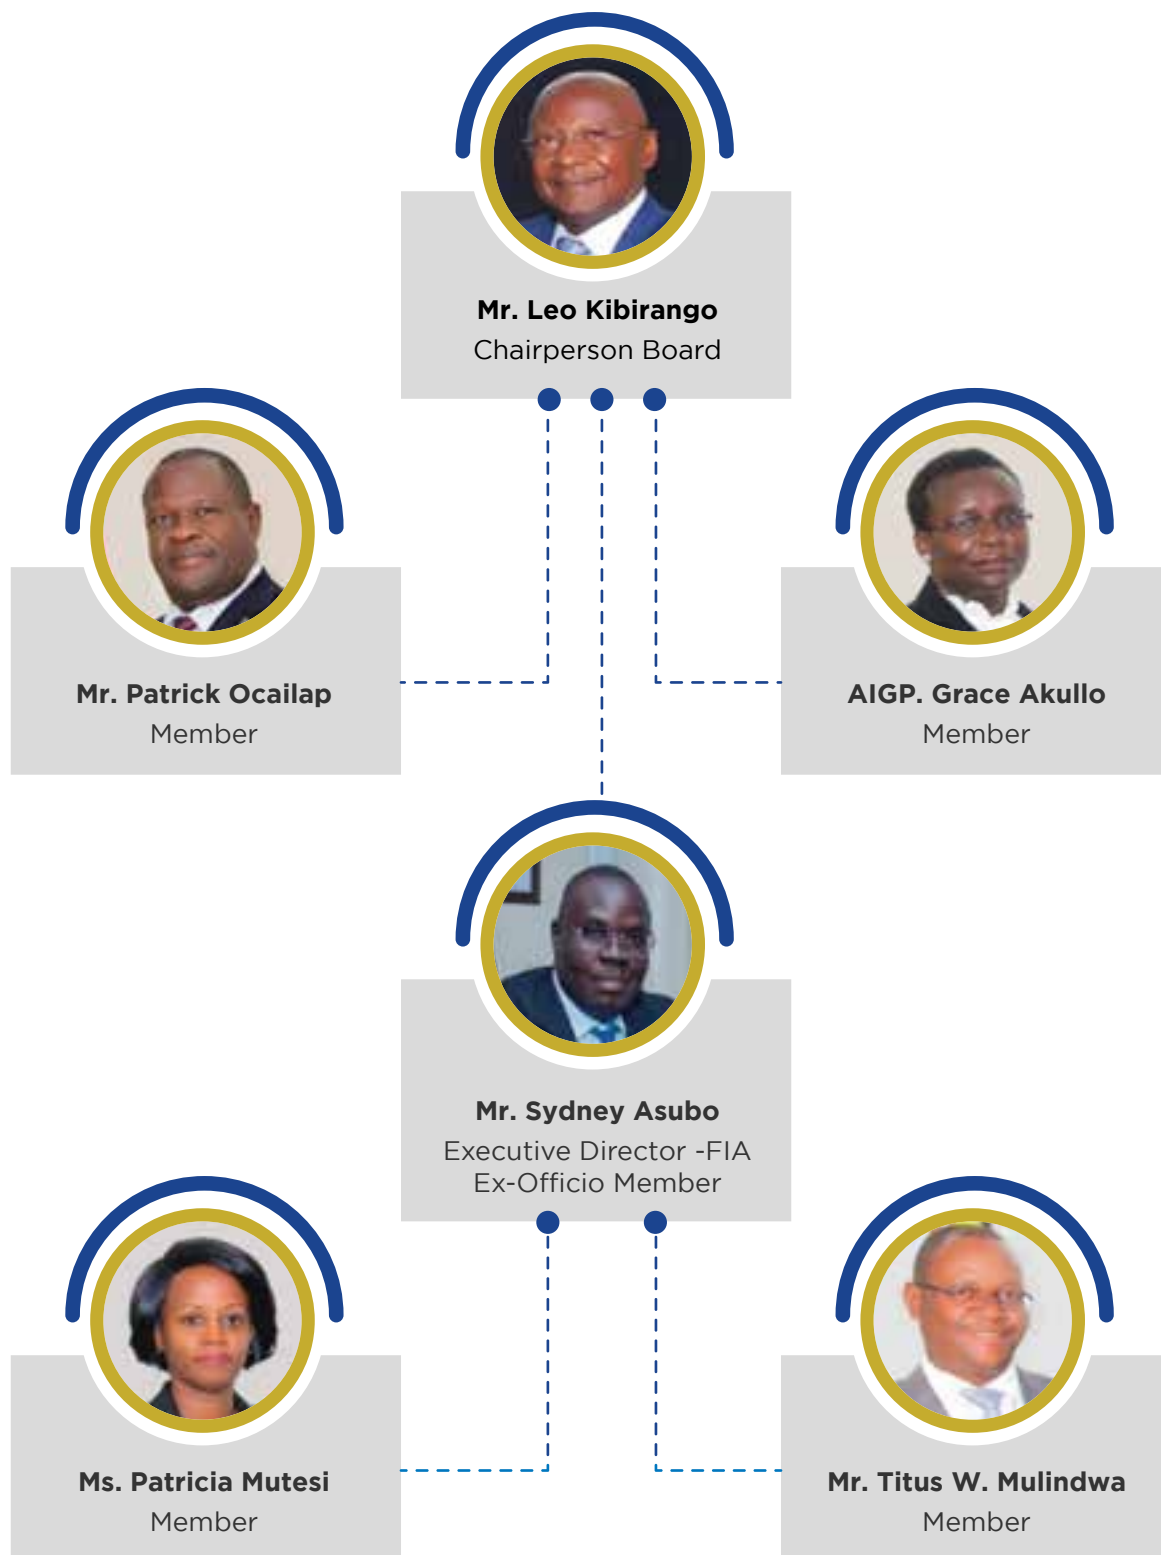 Mr. Leo Kibirango
Chairperson Board
Mr. Patrick Ocailap
Member
AIGP. Grace Akullo
Member
Mr. Sydney Asubo
Executive Director -FIA
Ex-Officio Member
Ms. Patricia Mutesi
Member
Mr. Titus W. Mulindwa
Member